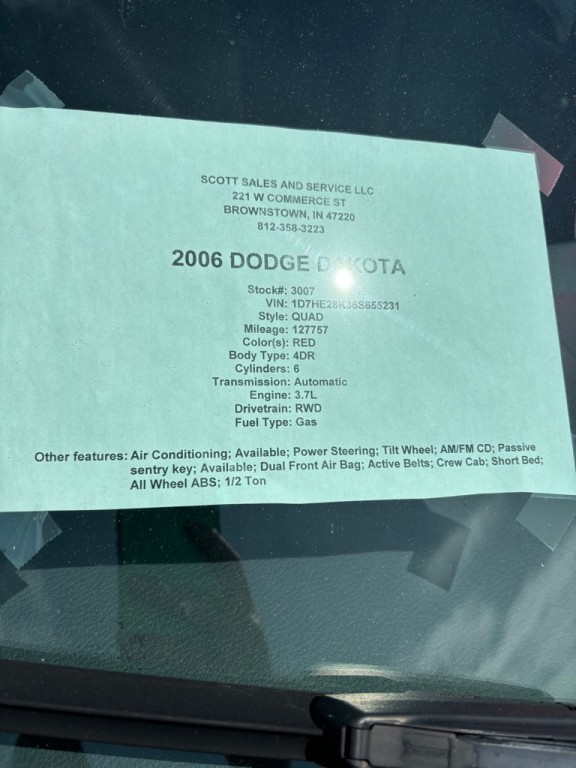 SCOTT SALES AND SERVICE LLC
221 W COMMERCE ST
BROWNSTOWN, IN 47220
812-358-3223
2006 DODGE DAKOTA
Stock#: 3007
VIN: 1D7HE28K36S655231
Style: QUAD
Mileage: 127757
Color(s): RED
Body Type: 4DR
Cylinders: 6
Transmission: Automatic
Engine: 3.7L
Drivetrain: RWD
Fuel Type: Gas
Other features: Air Conditioning; Available; Power Steering; Tilt Wheel; AM/FM CD; Passive
sentry key; Available; Dual Front Air Bag; Active Belts; Crew Cab; Short Bed;
All Wheel ABS; 1/2 Ton